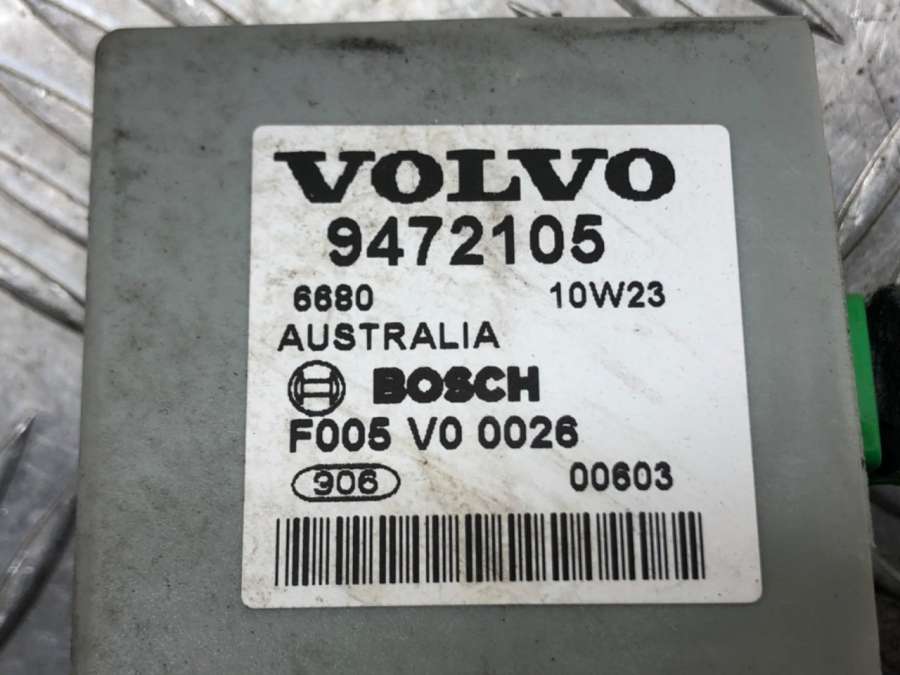 VOLVO
9472105
6680 10W23
AUSTRALIA
BOSCH
F005 V0 0026
906 00603